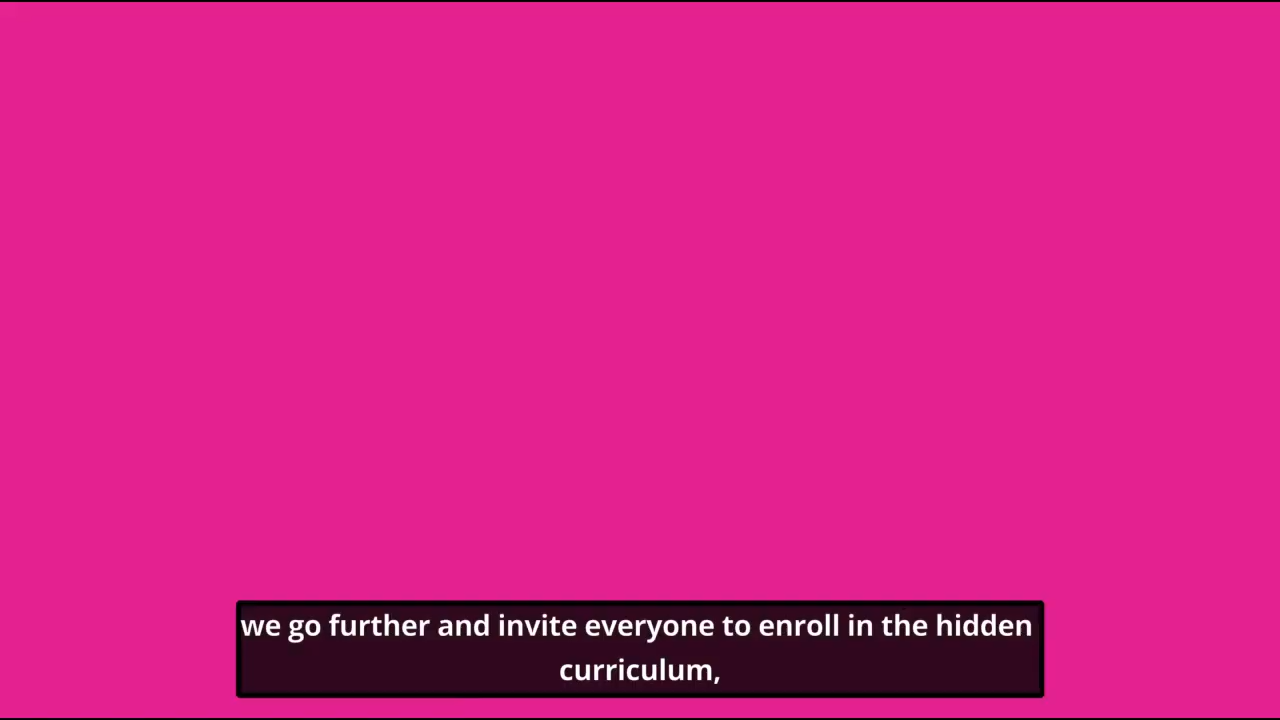 we go further and invite everyone to enroll in the hidden
curriculum,